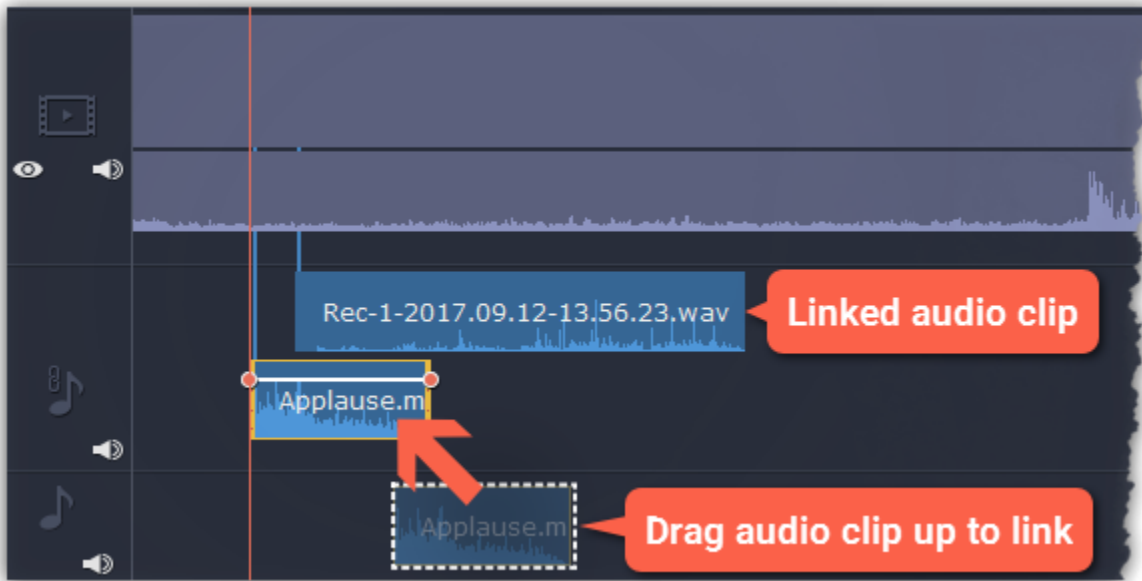 Rec-1-2017.09.12-13.56.23.wav
Linked audio clip
Applause.m
Applause.m
Drag audio clip up to link